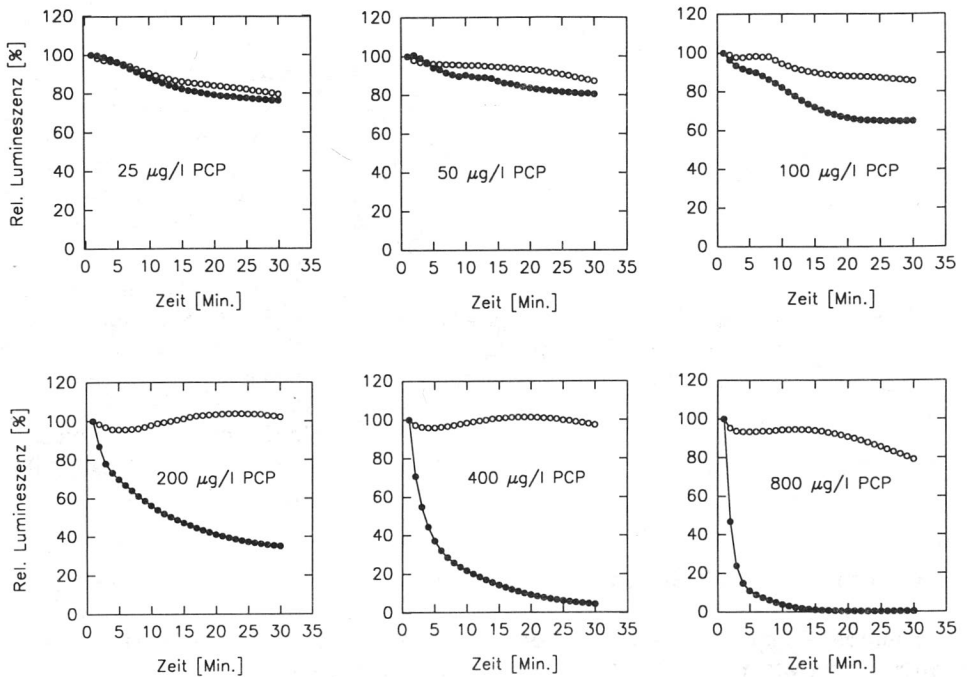 Rel. Lumineszenz [%]
120
100
80
60
40
20
0
25 µg/l PCP
0 5 10 15 20 25 30 35
Zeit [Min.]
120
100
80
60
40
20
0
50 µg/l PCP
0 5 10 15 20 25 30 35
Zeit [Min.]
120
100
80
60
40
20
0
100 µg/l PCP
0 5 10 15 20 25 30 35
Zeit [Min.]
Rel. Lumineszenz [%]
120
100
80
60
40
20
0
200 µg/l PCP
0 5 10 15 20 25 30 35
Zeit [Min.]
120
100
80
60
40
20
0
400 µg/l PCP
0 5 10 15 20 25 30 35
Zeit [Min.]
120
100
80
60
40
20
0
800 µg/l PCP
0 5 10 15 20 25 30 35
Zeit [Min.]